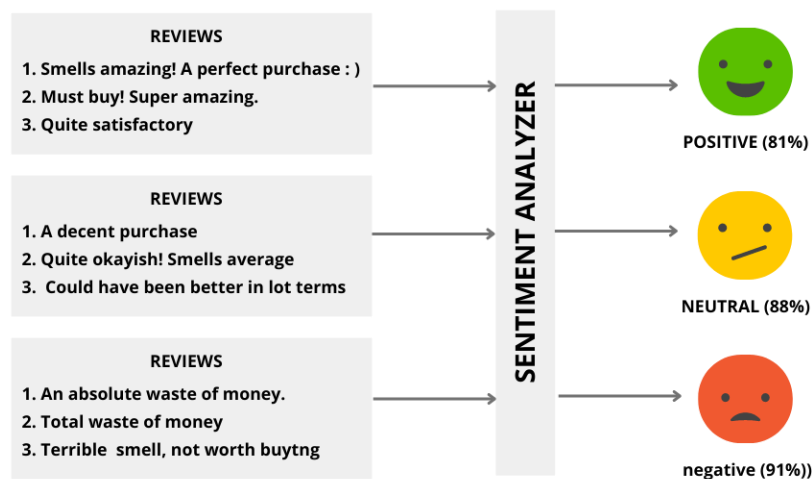 REVIEWS
1. Smells amazing! A perfect purchase : )
2. Must buy! Super amazing.
3. Quite satisfactory
POSITIVE (81%)
REVIEWS
1. A decent purchase
2. Quite okayish! Smells average
3. Could have been better in lot terms
NEUTRAL (88%)
REVIEWS
1. An absolute waste of money.
2. Total waste of money
3. Terrible smell, not worth buytng
negative (91%))
SENTIMENT ANALYZER